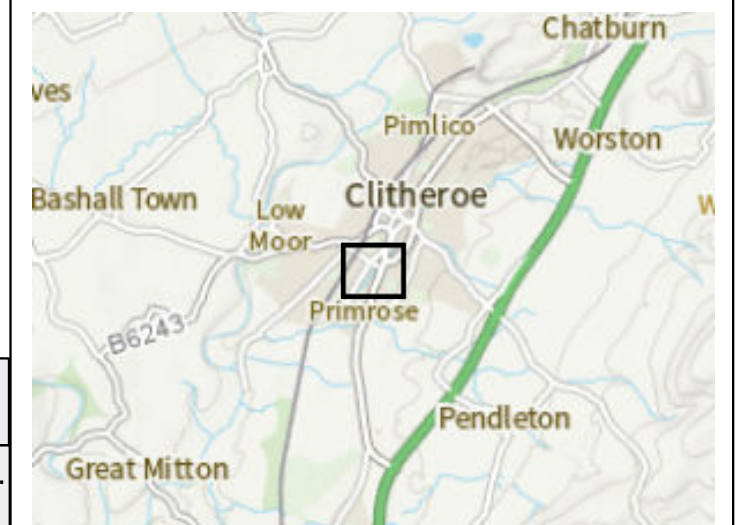 Chatburn
ves
Pimlico
Worston
Clitheroe
Bashall Town
Low
Moor
W
Primrose
B6243
Pendleton
Great Mitton